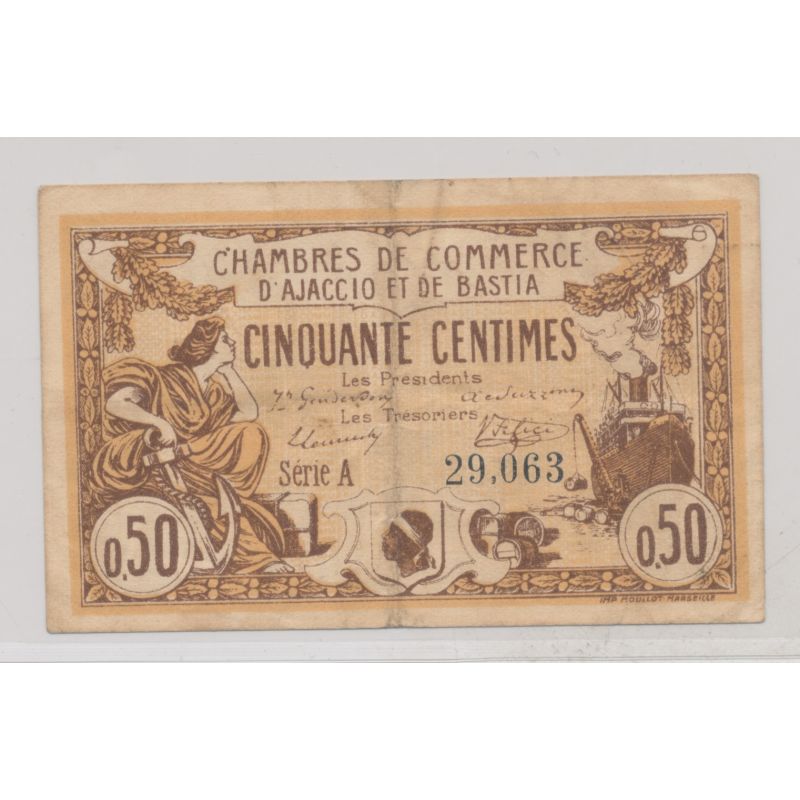 CHAMBRES DE COMMERCE
D'AJACCIO ET DE BASTIA
CINQUANTE CENTIMES
Les Présidents
Les Trésoriers
Série A 29,063
0.50 0.50
IMP. MOULLOT. MARSEILLE